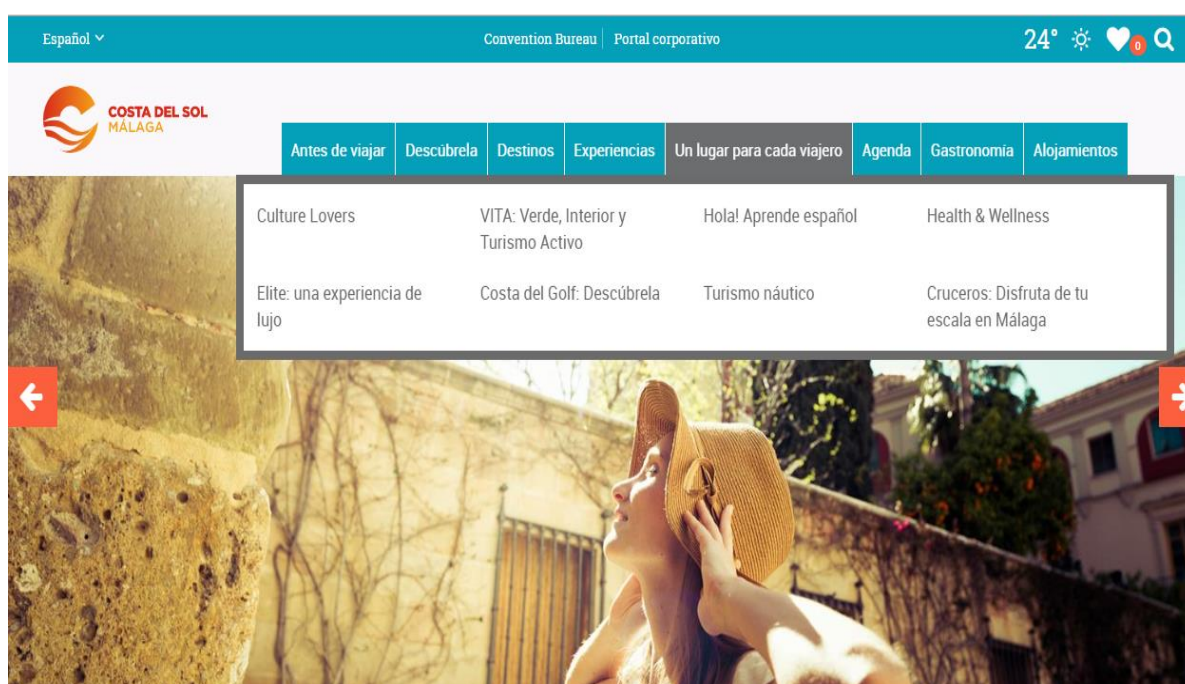 Español
Convention Bureau
Portal corporativo
24°
0
COSTA DEL SOL
MÁLAGA
Antes de viajar
Descúbrela
Destinos
Experiencias
Un lugar para cada viajero
Agenda
Gastronomía
Alojamientos
Culture Lovers
VITA: Verde, Interior y
Turismo Activo
Hola! Aprende español
Health & Wellness
Elite: una experiencia de
lujo
Costa del Golf: Descúbrela
Turismo náutico
Cruceros: Disfruta de tu
escala en Málaga